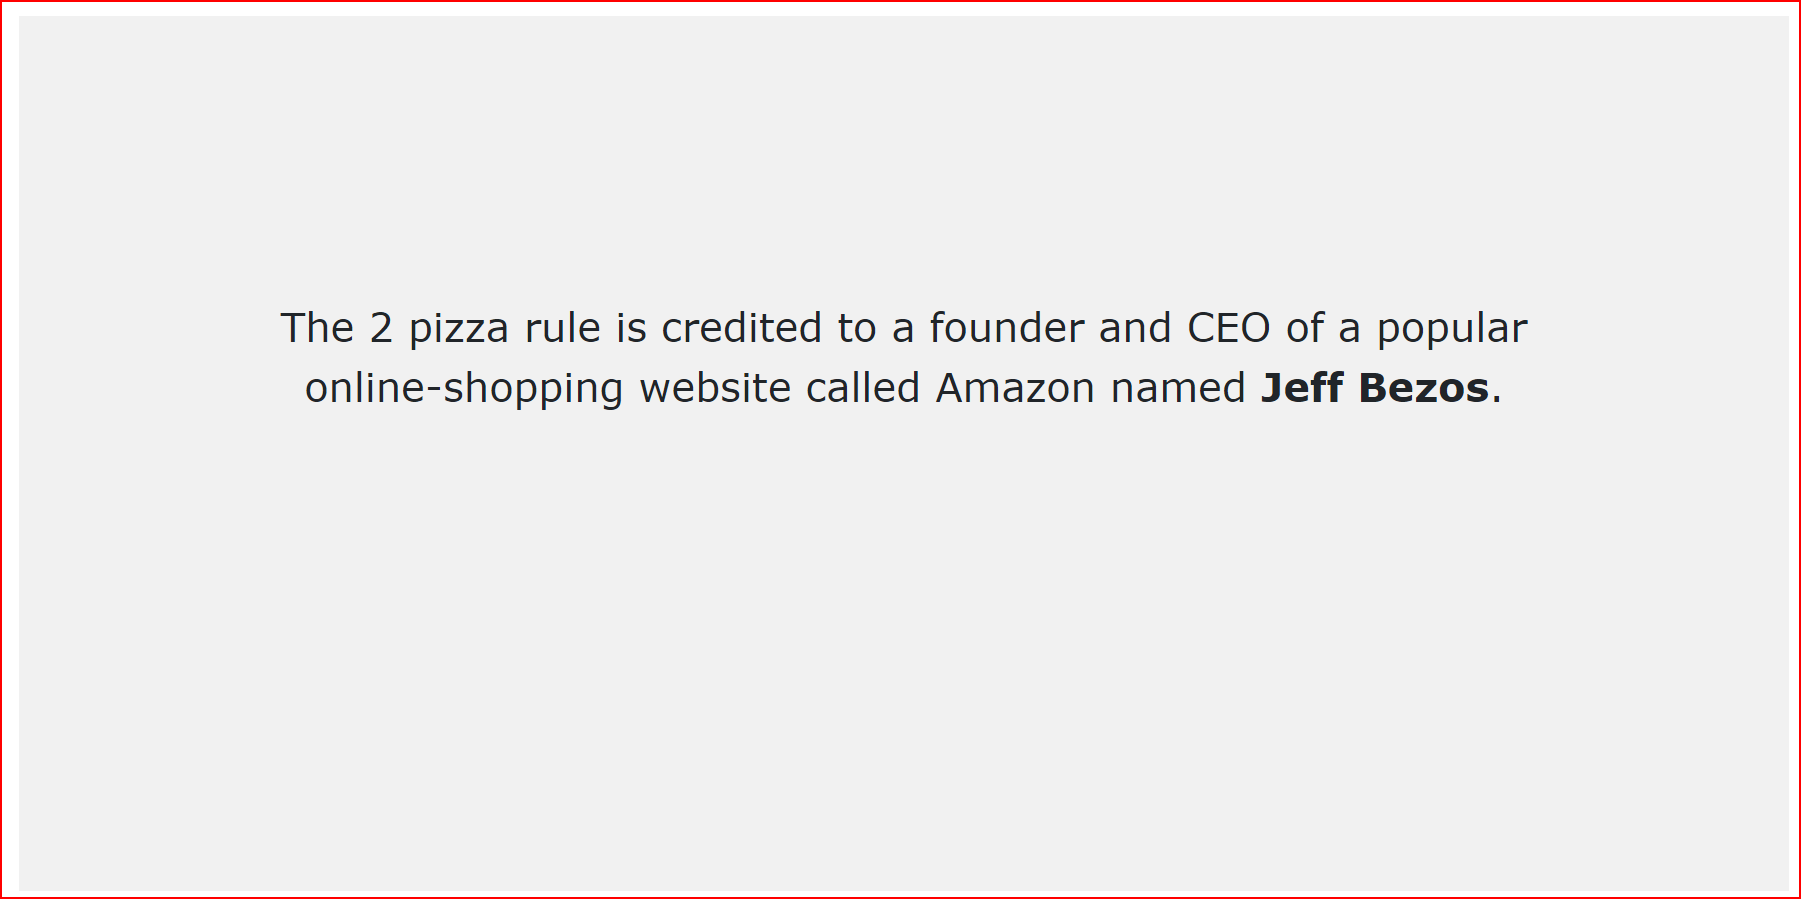 The 2 pizza rule is credited to a founder and CEO of a popular
online-shopping website called Amazon named Jeff Bezos.